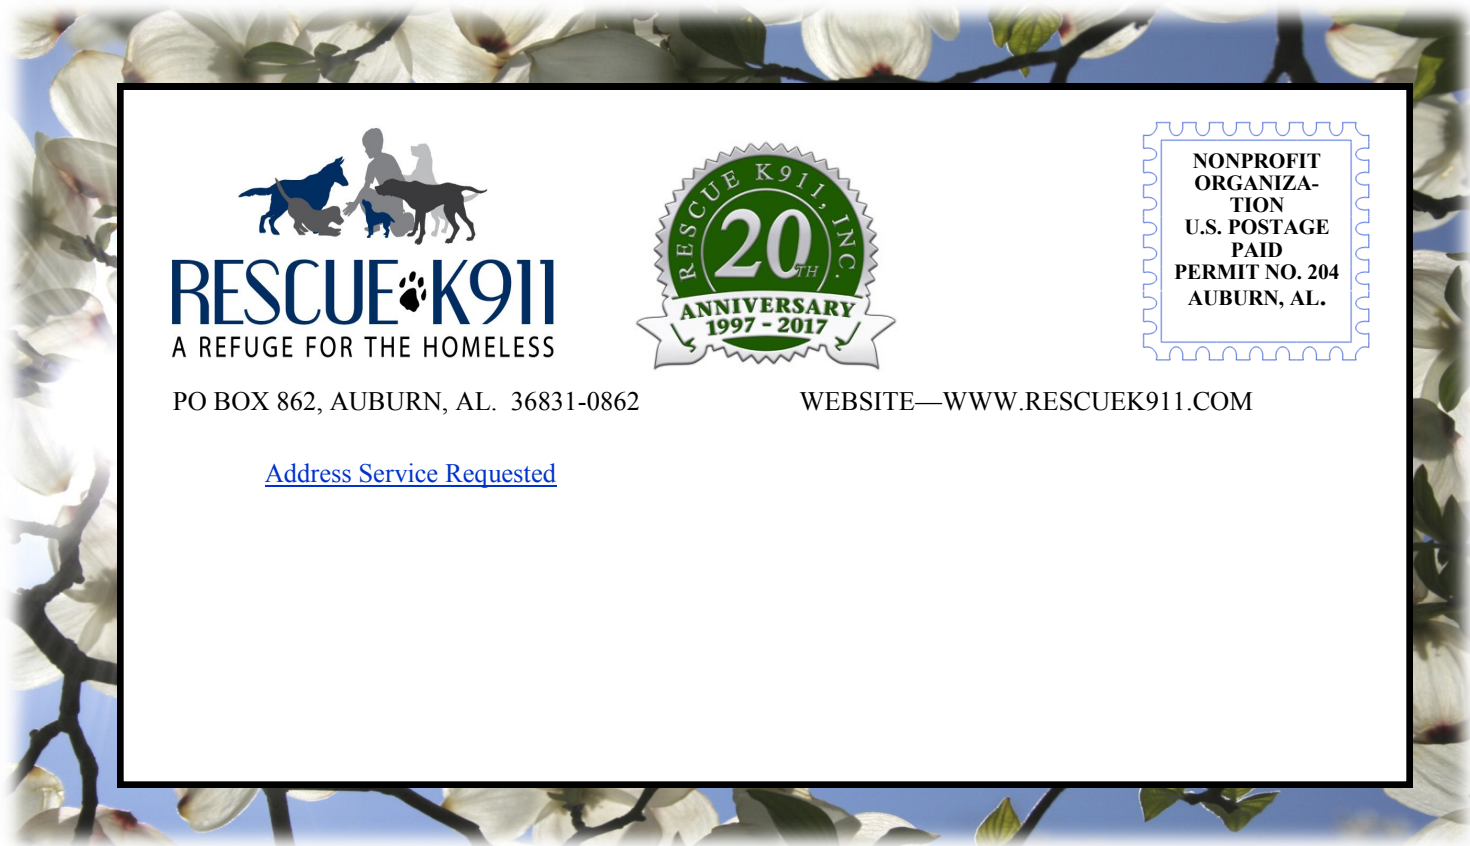 RESCUE K911
A REFUGE FOR THE HOMELESS
RESCUE K911, INC.
20TH
ANNIVERSARY
1997 - 2017
NONPROFIT
ORGANIZA-
TION
U.S. POSTAGE
PAID
PERMIT NO. 204
AUBURN, AL.
PO BOX 862, AUBURN, AL.  36831-0862
WEBSITE—WWW.RESCUEK911.COM
Address Service Requested